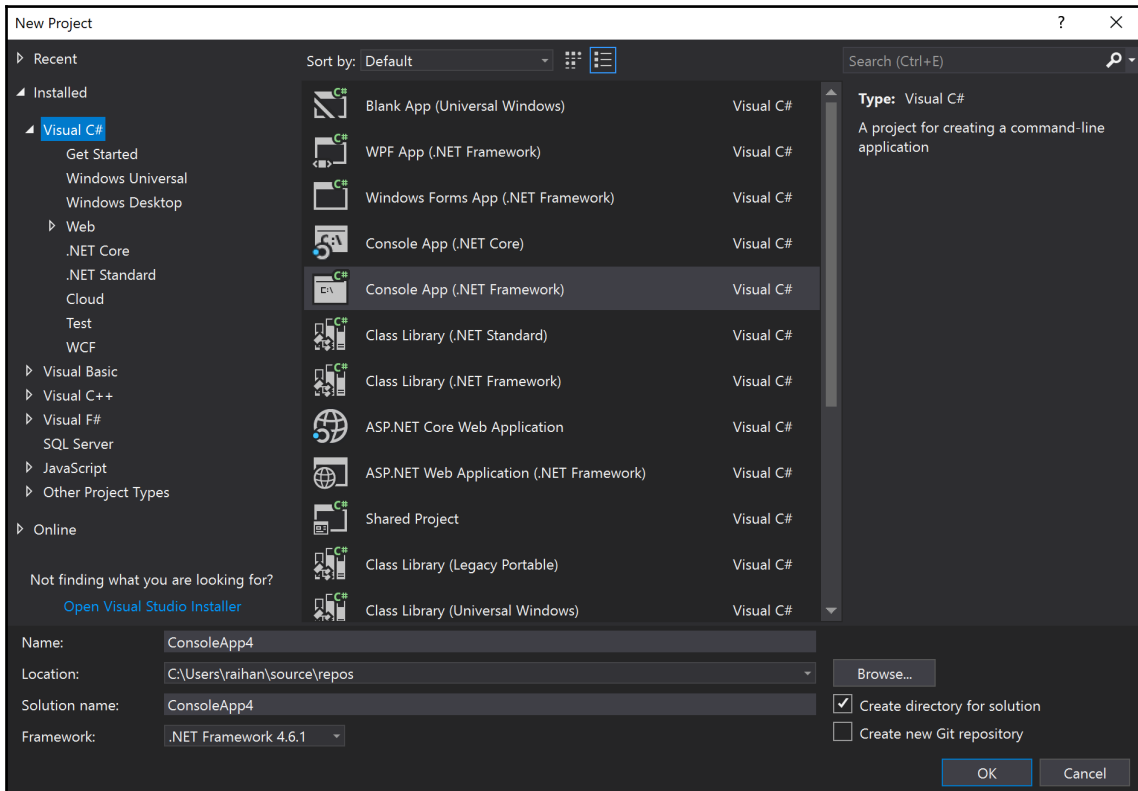 New Project
?
Recent
Installed
Visual C#
Get Started
Windows Universal
Windows Desktop
Web
.NET Core
.NET Standard
Cloud
Test
WCF
Visual Basic
Visual C++
Visual F#
SQL Server
JavaScript
Other Project Types
Online
Not finding what you are looking for?
Open Visual Studio Installer
Sort by: Default
Blank App (Universal Windows) Visual C#
WPF App (.NET Framework) Visual C#
Windows Forms App (.NET Framework) Visual C#
Console App (.NET Core) Visual C#
Console App (.NET Framework) Visual C#
Class Library (.NET Standard) Visual C#
Class Library (.NET Framework) Visual C#
ASP.NET Core Web Application Visual C#
ASP.NET Web Application (.NET Framework) Visual C#
Shared Project Visual C#
Class Library (Legacy Portable) Visual C#
Class Library (Universal Windows) Visual C#
Search (Ctrl+E)
Type: Visual C#
A project for creating a command-line
application
Name: ConsoleApp4
Location: C:\Users\raihan\source\repos
Solution name: ConsoleApp4
Framework: .NET Framework 4.6.1
Browse...
Create directory for solution
Create new Git repository
OK Cancel